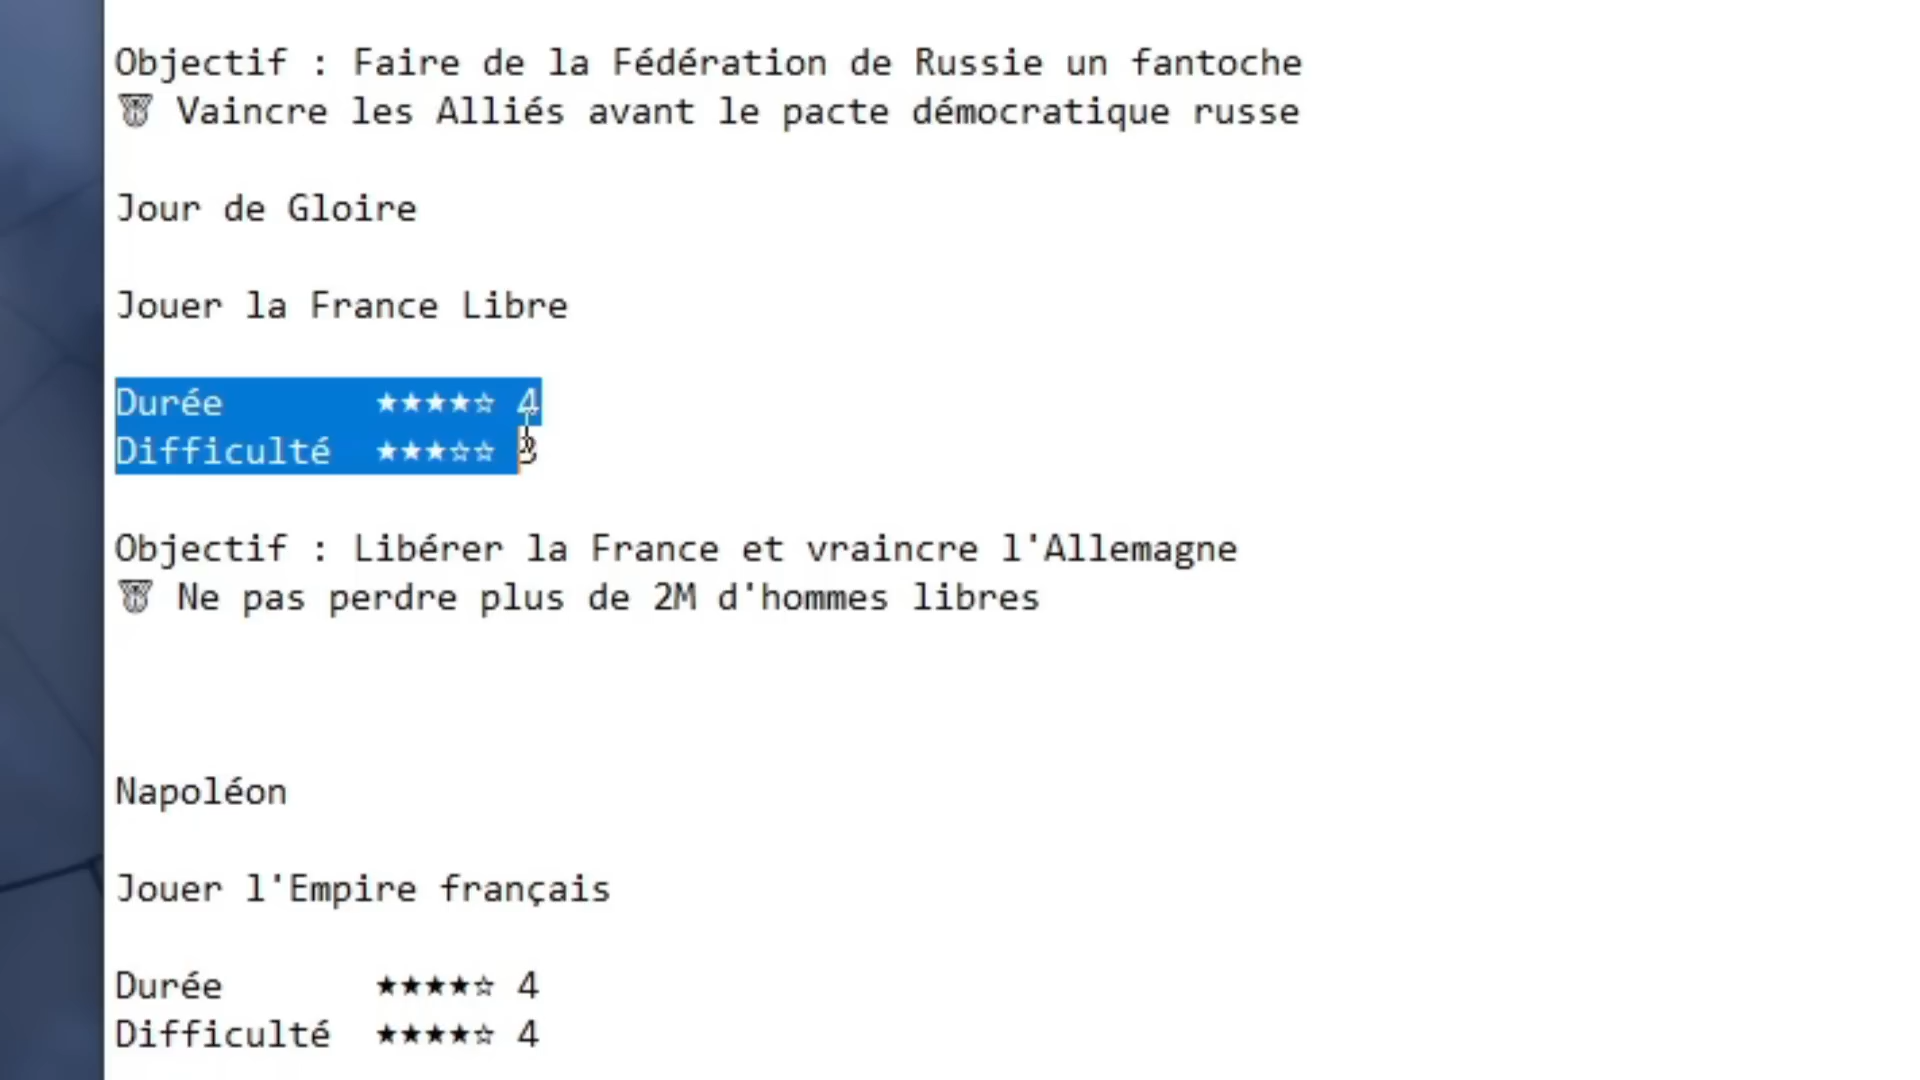 Objectif : Faire de la Fédération de Russie un fantoche
🎖 Vaincre les Alliés avant le pacte démocratique russe
Jour de Gloire
Jouer la France Libre
Durée ★★★★☆ 4
Difficulté ★★★☆☆ 3
Objectif : Libérer la France et vraincre l'Allemagne
🎖 Ne pas perdre plus de 2M d'hommes libres
Napoléon
Jouer l'Empire français
Durée ★★★★☆ 4
Difficulté ★★★★☆ 4